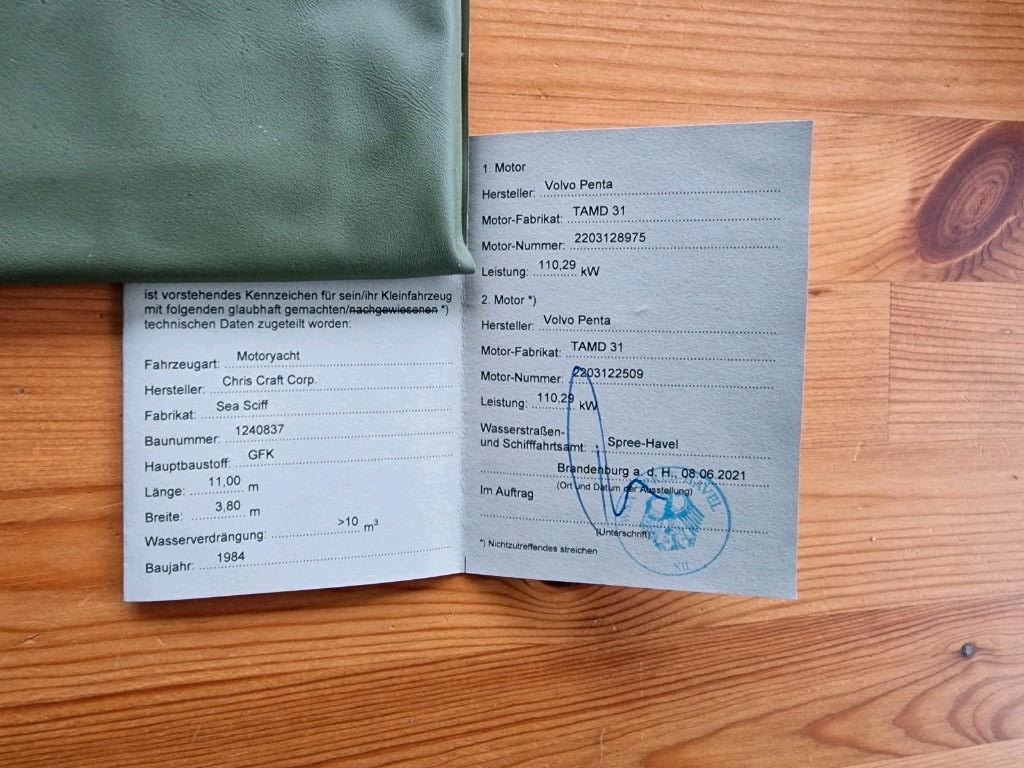 ist vorstehendes Kennzeichen für sein/ihr Kleinfahrzeug
mit folgenden glaubhaft gemachten/nachgewiesenen *)
technischen Daten zugeteilt worden:
Fahrzeugart: Motoryacht
Hersteller: Chris Craft Corp.
Fabrikat: Sea Sciff
Baunummer: 1240837
Hauptbaustoff: GFK
Länge: 11,00 m
Breite: 3,80 m
Wasserverdrängung: >10 m³
Baujahr: 1984
1. Motor
Hersteller: Volvo Penta
Motor-Fabrikat: TAMD 31
Motor-Nummer: 2203128975
Leistung: 110,29 kW
2. Motor *)
Hersteller: Volvo Penta
Motor-Fabrikat: TAMD 31
Motor-Nummer: 2203122509
Leistung: 110,29 kW
Wasserstraßen-
und Schifffahrtsamt: Spree-Havel
Brandenburg a. d. H., 08.06.2021
(Ort und Datum der Ausstellung)
Im Auftrag
(Unterschrift)
*) Nichtzutreffendes streichen
HAVEL
XII